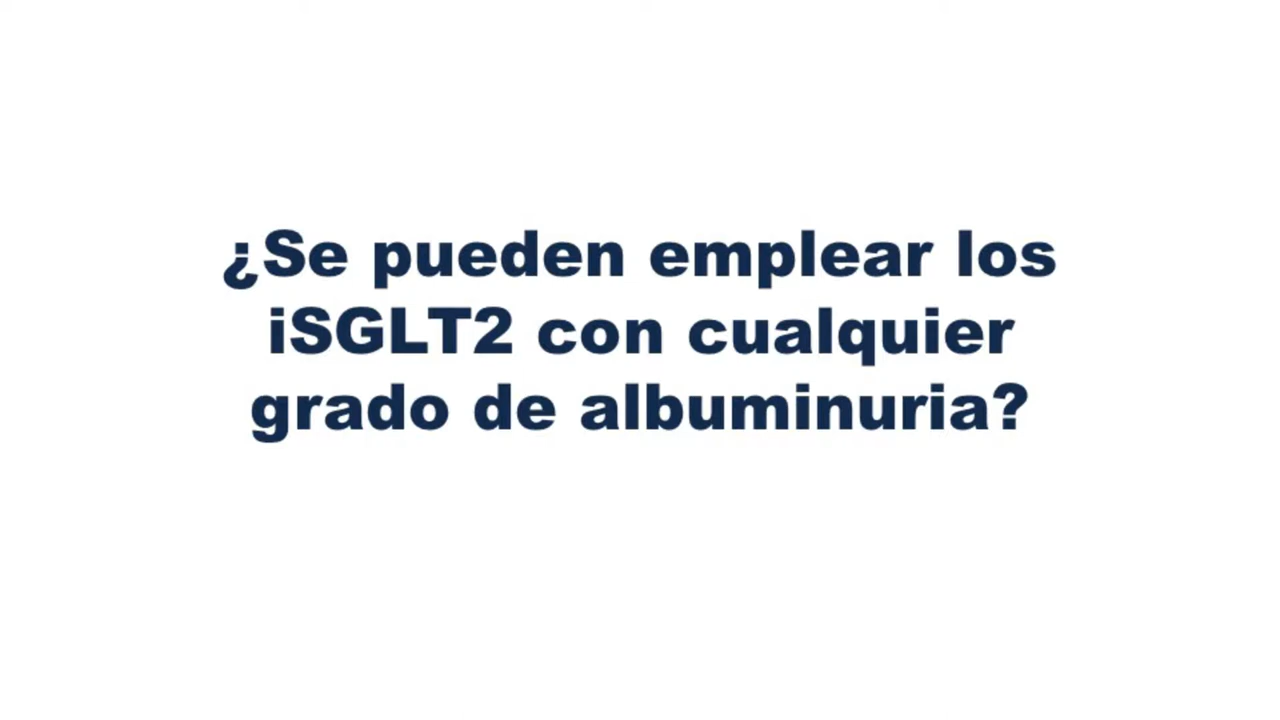 ¿Se pueden emplear los
iSGLT2 con cualquier
grado de albuminuria?